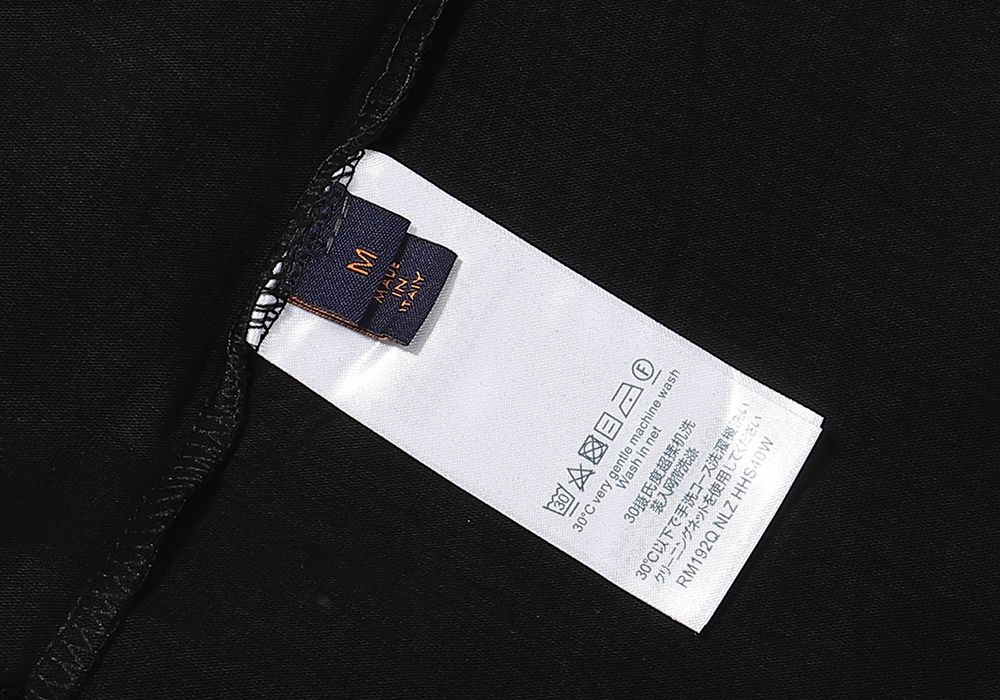 M
MADE
IN
ITALY
30
F
30°C very gentle machine wash
Wash in net
30摄氏度超柔机洗
装入网帘洗涤
30℃以下で手洗コース洗濯機洗い
クリーニングネットを使用してください
RM192Q NLZ HHS40W